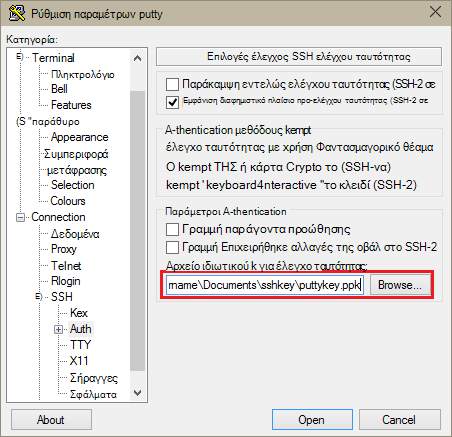 Ρύθμιση παραμέτρων putty
Κατηγορία:
Terminal
Πληκτρολόγιο
Bell
Features
(S "παράθυρο
Appearance
Συμπεριφορά
μετάφρασης
Selection
Colours
Connection
Δεδομένα
Proxy
Telnet
Rlogin
SSH
Kex
Auth
TTY
X11
Σήραγγες
Σφάλματα
Επιλογές έλεγχος SSH ελέγχου ταυτότητας
Παράκαμψη εντελώς ελέγχου ταυτότητας (SSH-2 σε
Εμφάνιση διαφημιστικό πλαίσιο προ-ελέγχου ταυτότητας (SSH-2 σε
A-thentication μεθόδους kempt
έλεγχο ταυτότητας με χρήση Φαντασμαγορικό θέαμα
Ο kempt ΤΗΣ ή κάρτα Crypto το (SSH-να)
kempt ' keyboard4nteractive "το κλειδί (SSH-2)
Παράμετροι A-thentication
Γραμμή παράγοντα προώθησης
Γραμμή Επιχειρήθηκε αλλαγές της οβάλ στο SSH-2
Αρχείο ιδιωτικού k για έλεγχο ταυτότητας:
rname\Documents\sshkey\puttykey.ppk
Browse...
About
Open
Cancel